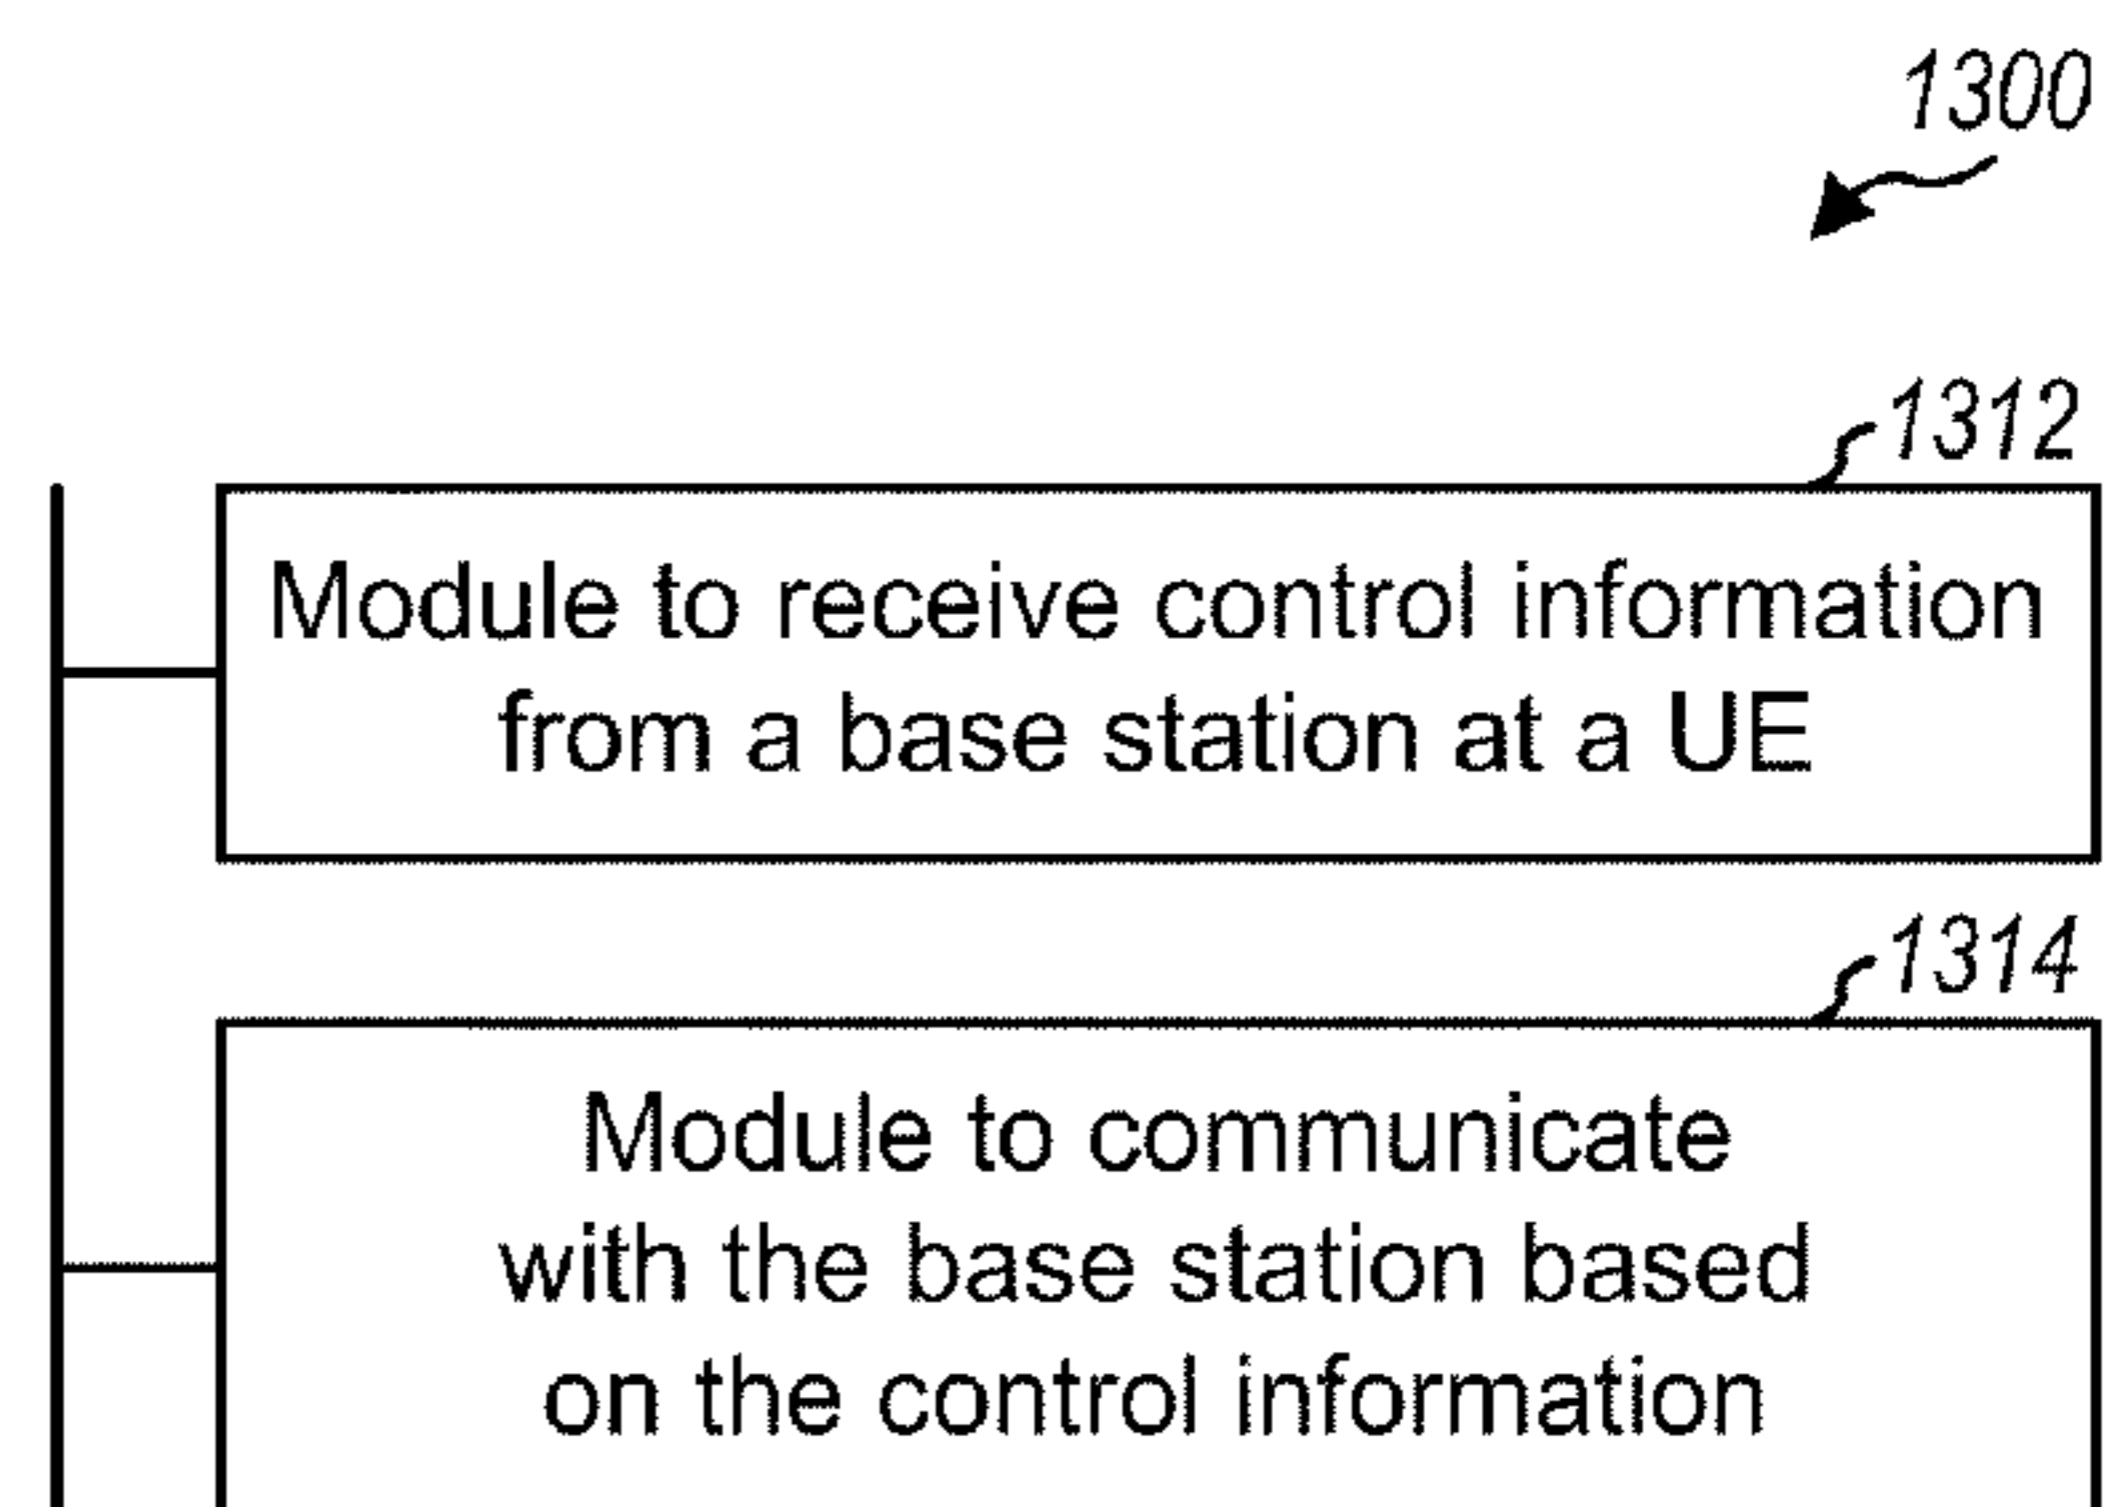 1300
1312
Module to receive control information
from a base station at a UE
1314
Module to communicate
with the base station based
on the control information